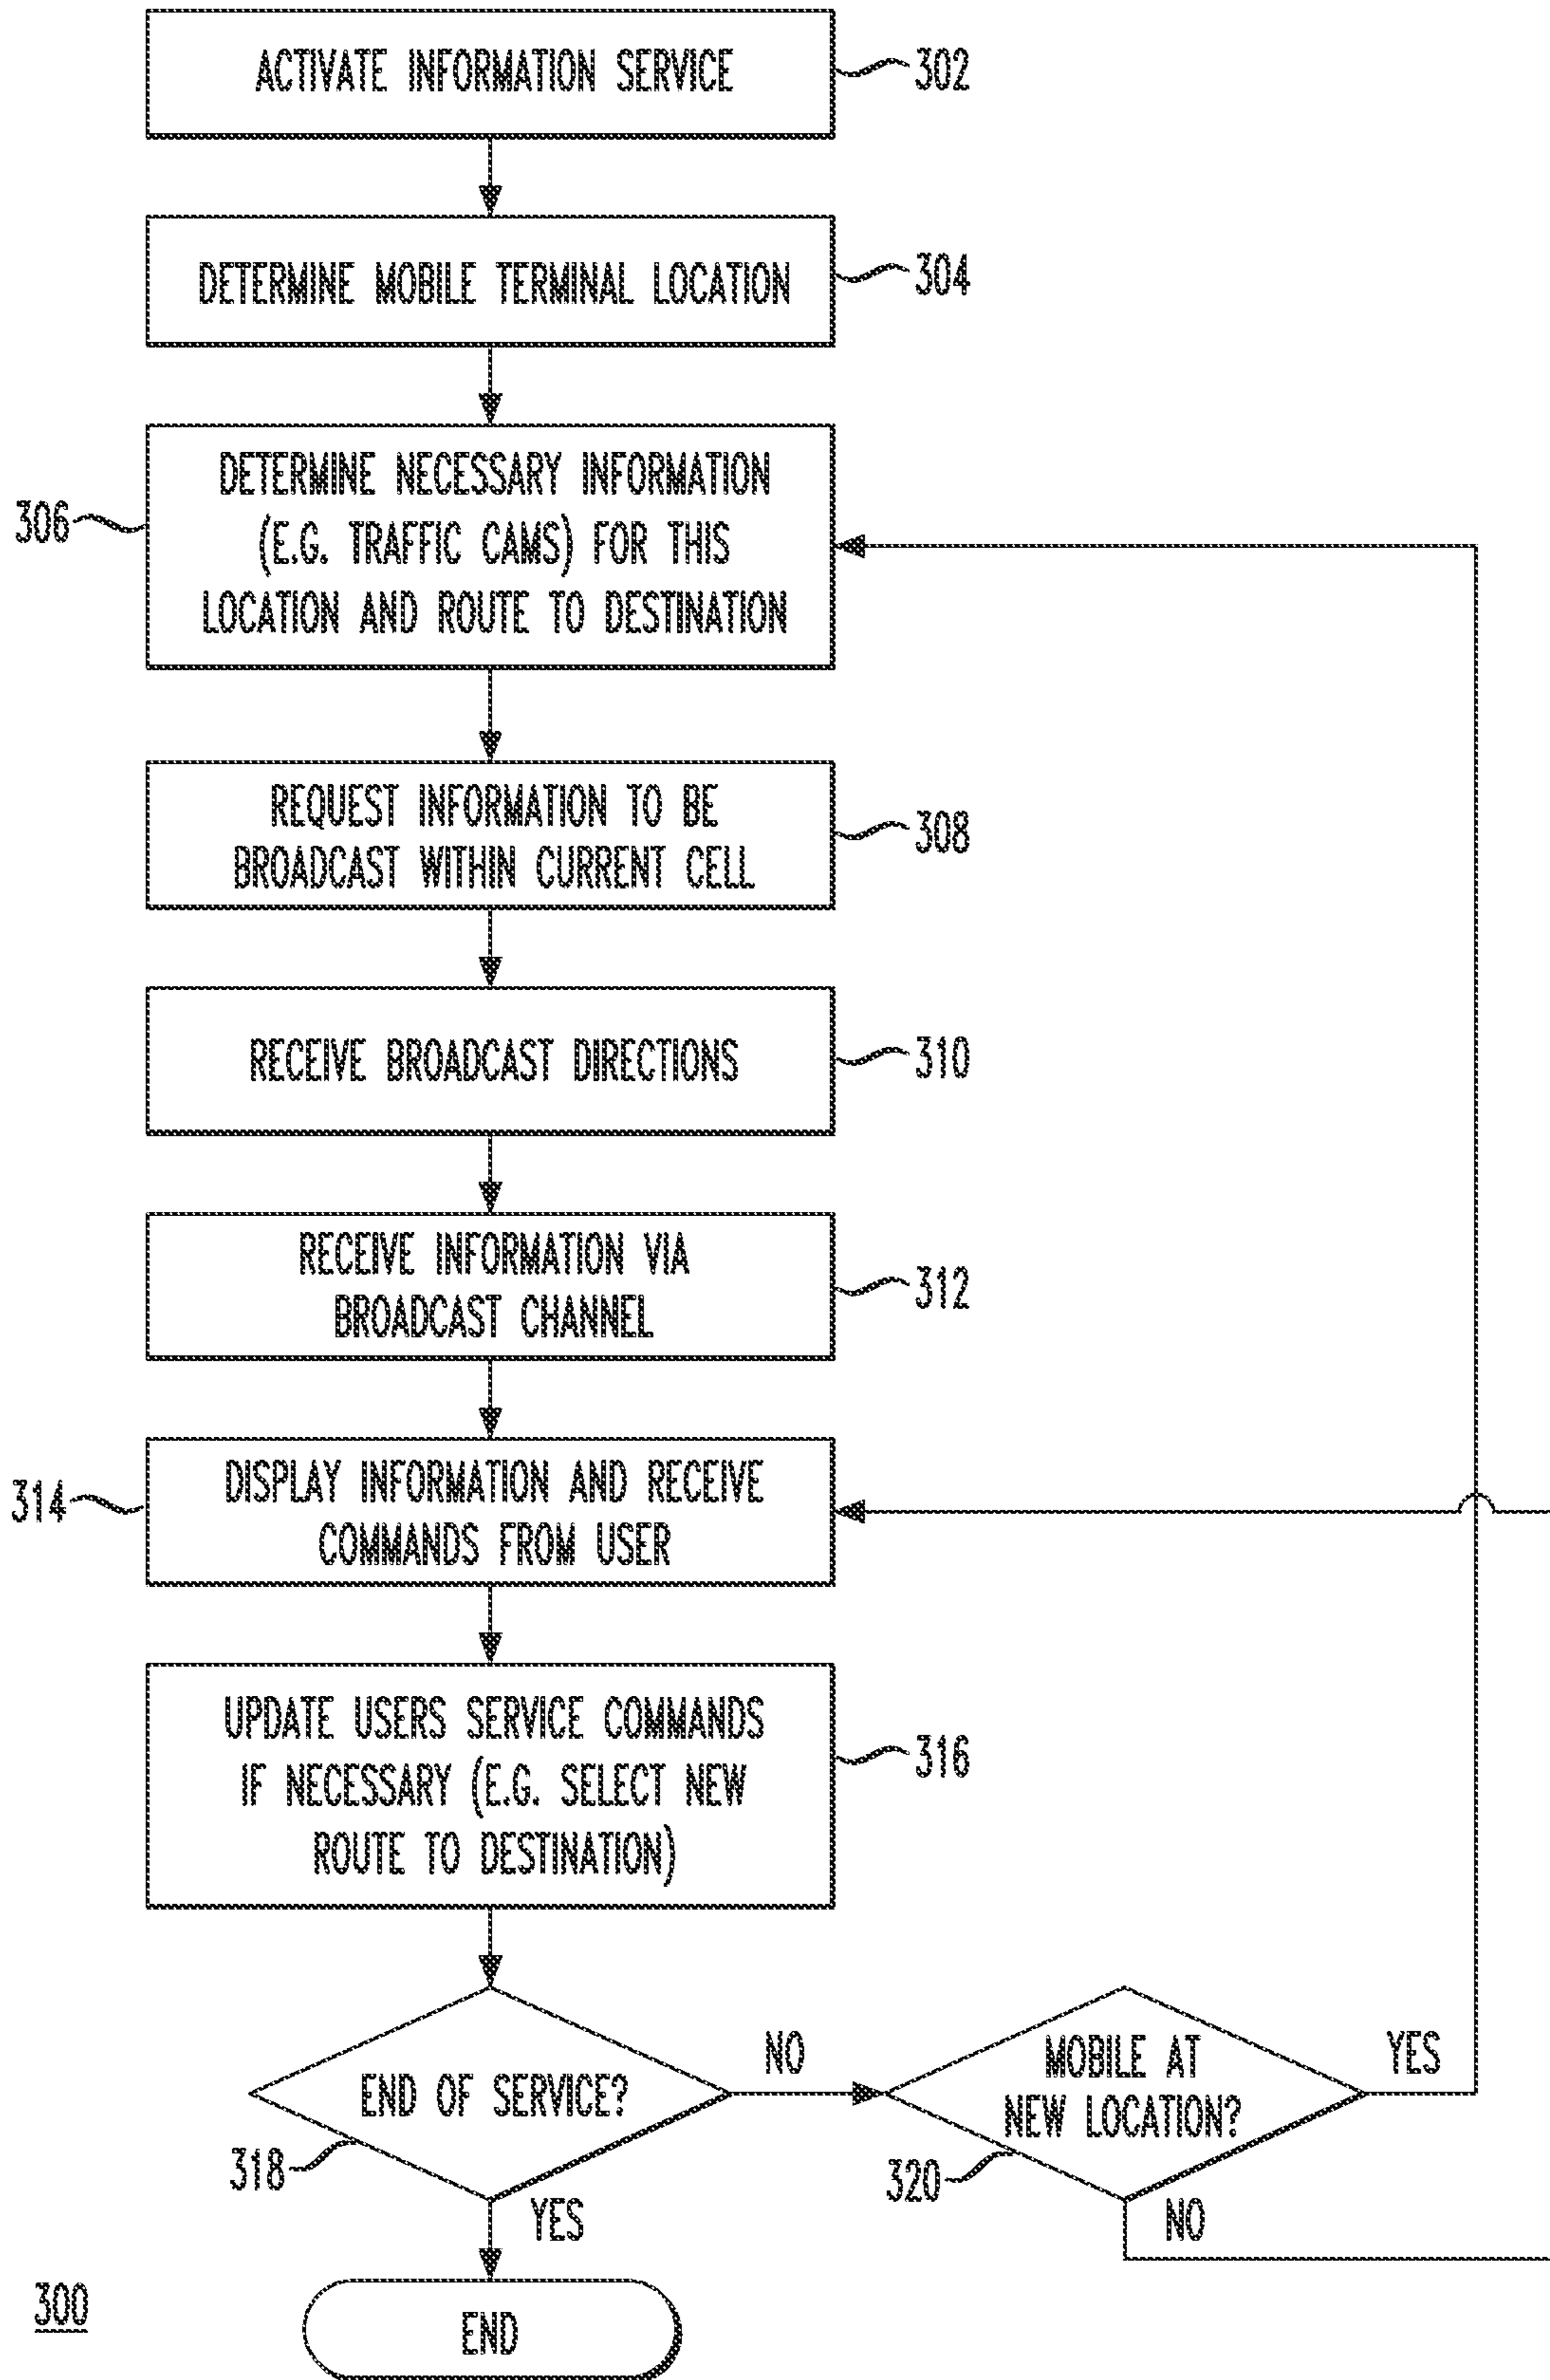 ACTIVATE INFORMATION SERVICE
302
DETERMINE MOBILE TERMINAL LOCATION
304
DETERMINE NECESSARY INFORMATION
(E.G. TRAFFIC CAMS) FOR THIS
LOCATION AND ROUTE TO DESTINATION
306
REQUEST INFORMATION TO BE
BROADCAST WITHIN CURRENT CELL
308
RECEIVE BROADCAST DIRECTIONS
310
RECEIVE INFORMATION VIA
BROADCAST CHANNEL
312
DISPLAY INFORMATION AND RECEIVE
COMMANDS FROM USER
314
UPDATE USERS SERVICE COMMANDS
IF NECESSARY (E.G. SELECT NEW
ROUTE TO DESTINATION)
316
END OF SERVICE?
318
NO
MOBILE AT
NEW LOCATION?
320
YES
NO
YES
END
300